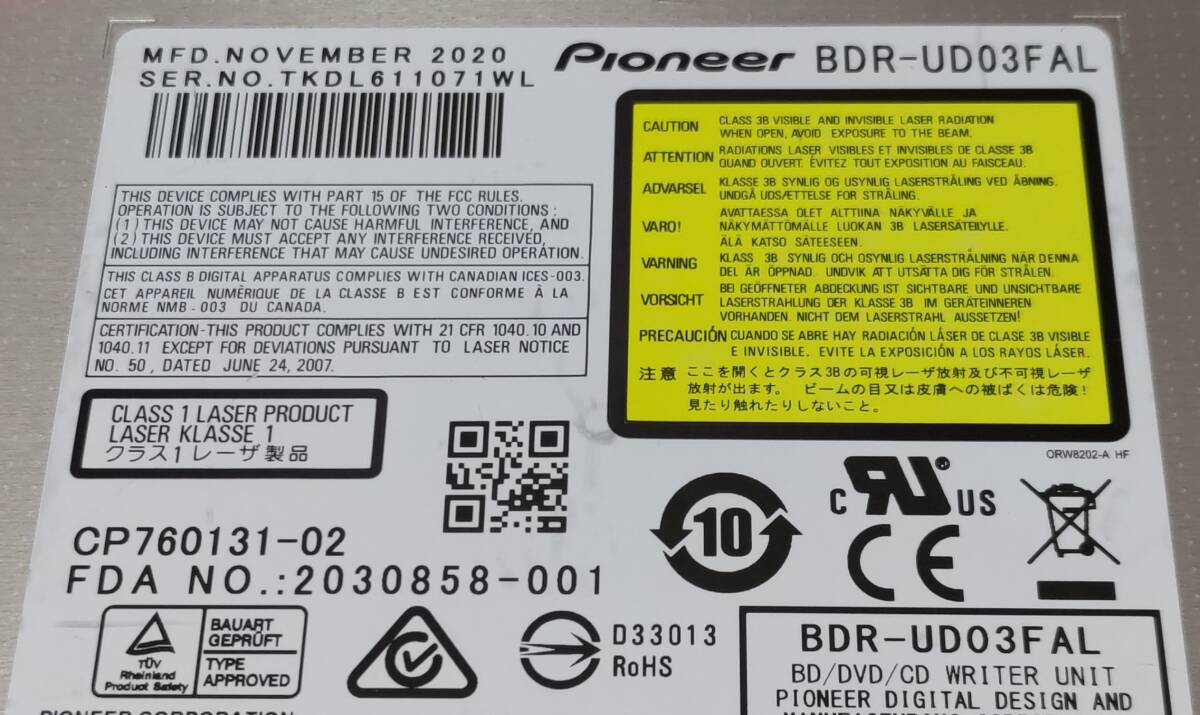 MFD.NOVEMBER 2020
SER.NO.TKDL611071WL
Pioneer BDR-UD03FAL
THIS DEVICE COMPLIES WITH PART 15 OF THE FCC RULES.
OPERATION IS SUBJECT TO THE FOLLOWING TWO CONDITIONS :
(1) THIS DEVICE MAY NOT CAUSE HARMFUL INTERFERENCE, AND
(2) THIS DEVICE MUST ACCEPT ANY INTERFERENCE RECEIVED,
INCLUDING INTERFERENCE THAT MAY CAUSE UNDESIRED OPERATION.
THIS CLASS B DIGITAL APPARATUS COMPLIES WITH CANADIAN ICES-003.
CET APPAREIL NUMÈRIQUE DE LA CLASSE B EST CONFORME À LA
NORME NMB-003 DU CANADA.
CERTIFICATION-THIS PRODUCT COMPLIES WITH 21 CFR 1040.10 AND
1040.11 EXCEPT FOR DEVIATIONS PURSUANT TO LASER NOTICE
NO. 50, DATED JUNE 24, 2007.
CLASS 1 LASER PRODUCT
LASER KLASSE 1
クラス1レーザ製品
CAUTION CLASS 3B VISIBLE AND INVISIBLE LASER RADIATION
WHEN OPEN, AVOID EXPOSURE TO THE BEAM.
ATTENTION RADIATIONS LASER VISIBLES ET INVISIBLES DE CLASSE 3B
QUAND OUVERT. ÉVITEZ TOUT EXPOSITION AU FAISCEAU.
ADVARSEL KLASSE 3B SYNLIG OG USYNLIG LASERSTRÅLING VED ÅBNING.
UNDGÅ UDSÆTTELSE FOR STRÅLING.
VARO! AVATTAESSA OLET ALTTIINA NÄKYVÄLLE JA
NÄKYMÄTTÖMÄLLE LUOKAN 3B LASERSÄTEILYLLE.
ÄLÄ KATSO SÄTEESEEN.
VARNING KLASS 3B SYNLIG OCH OSYNLIG LASERSTRÅLNING NÄR DENNA
DEL ÄR ÖPPNAD. UNDVIK ATT UTSÄTTA DIG FÖR STRÅLEN.
VORSICHT BEI GEÖFFNETER ABDECKUNG IST SICHTBARE UND UNSICHTBARE
LASERSTRAHLUNG DER KLASSE 3B IM GERÄTEINNEREN
VORHANDEN. NICHT DEM LASERSTRAHL AUSSETZEN!
PRECAUCIÓN CUANDO SE ABRE HAY RADIACIÓN LÁSER DE CLASE 3B VISIBLE
E INVISIBLE. EVITE LA EXPOSICIÓN A LOS RAYOS LÁSER.
注意 ここを開くとクラス3Bの可視レーザ放射及び不可視レーザ
放射が出ます。 ビームの目又は皮膚への被ばくは危険!
見たり触れたりしないこと。
ORW8202-A HF
CP760131-02
FDA NO.:2030858-001
10
C RU US
CE
TÜV
Rheinland
Product Safety
BAUART
GEPRÜFT
TYPE
APPROVED
D33013
RoHS
BDR-UD03FAL
BD/DVD/CD WRITER UNIT
PIONEER DIGITAL DESIGN AND
PIONEER CORPORATION